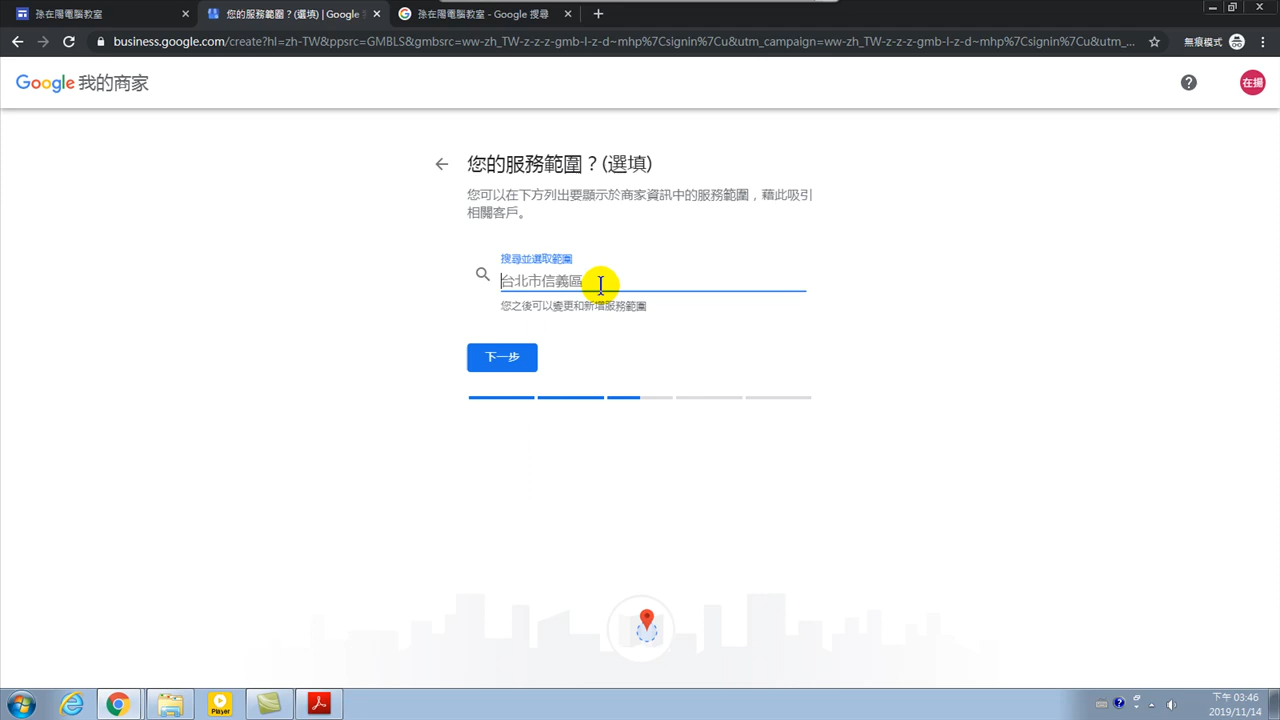 孫在陽電腦教室
您的服務範圍？(選填) | Google
孫在陽電腦教室 - Google 搜尋
business.google.com/create?hl=zh-TW&ppsrc=GMBLS&gmbsrc=ww-zh_TW-z-z-z-gmb-l-z-d~mhp%7Csignin%7Cu&utm_campaign=ww-zh_TW-z-z-z-gmb-l-z-d~mhp%7Csignin%7Cu&utm_...
無痕模式
Google 我的商家
在揚
您的服務範圍？(選填)
您可以在下方列出要顯示於商家資訊中的服務範圍，藉此吸引
相關客戶。
搜尋並選取範圍
台北市信義區
您之後可以變更和新增服務範圍
下一步
Player
下午 03:46
2019/11/14